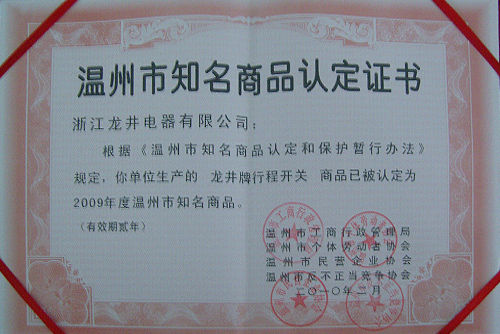 温州市知名商品认定证书
浙江龙井电器有限公司：
根据《温州市知名商品认定和保护暂行办法》
规定，你单位生产的 龙井牌行程开关 商品已被认定为
2009年度温州市知名商品。
（有效期贰年）
温州市工商行政管理局
温州市个体劳动者协会
温州市民营企业协会
温州市反不正当竞争协会
二〇一〇年二月